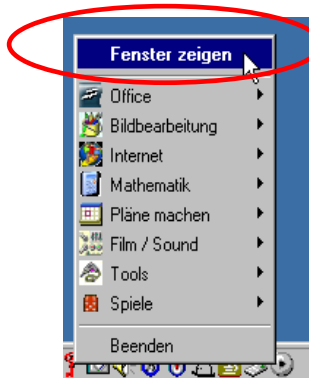 Fenster zeigen
Office
Bildbearbeitung
Internet
Mathematik
Pläne machen
Film / Sound
Tools
Spiele
Beenden